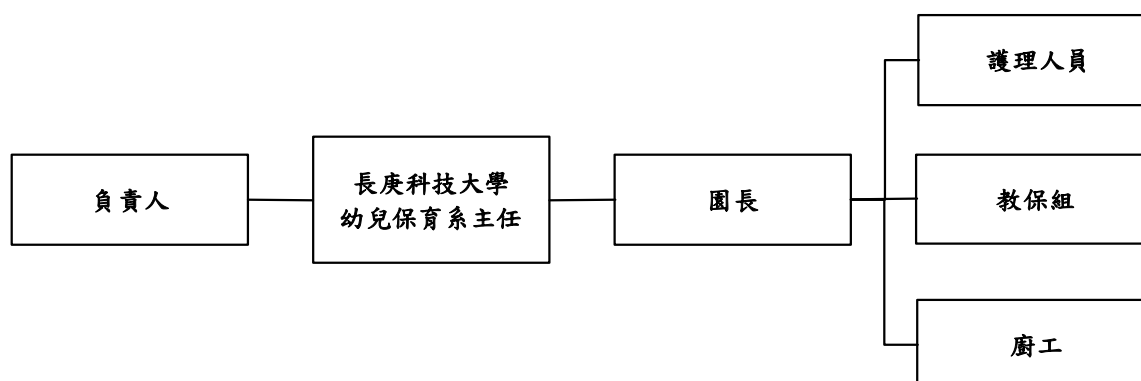 負責人
長庚科技大學
幼兒保育系主任
園長
護理人員
教保組
廚工